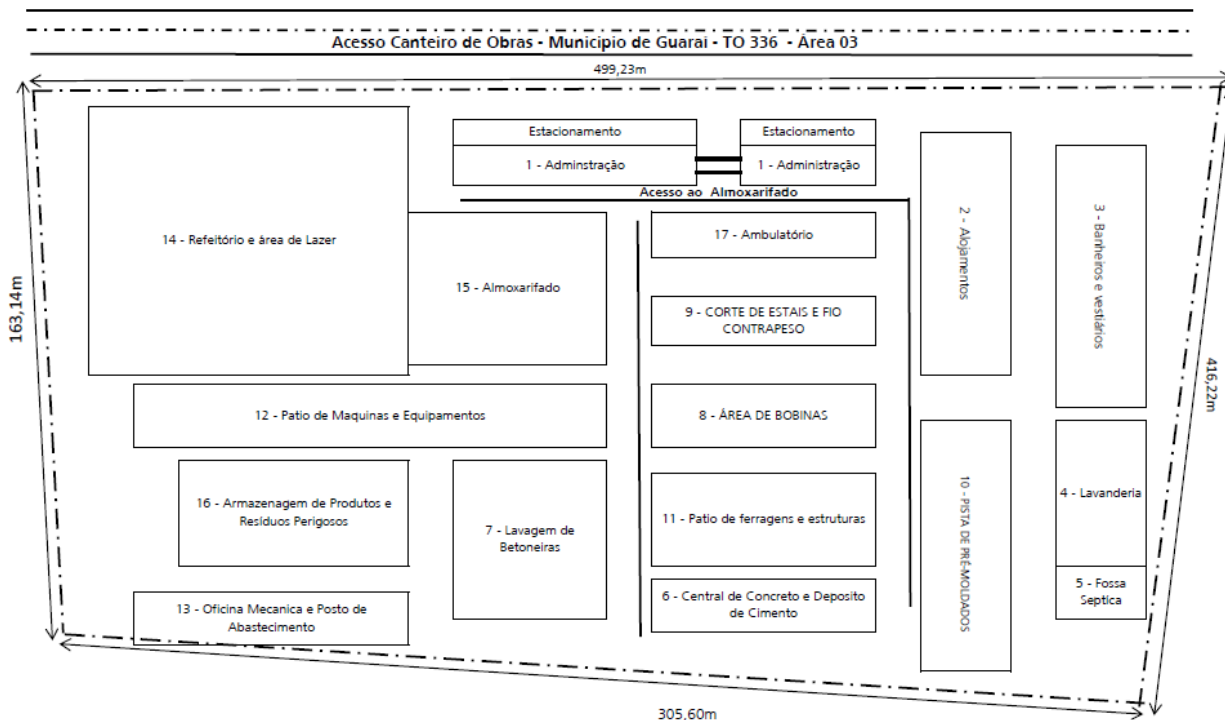 Acesso Canteiro de Obras - Municipio de Guarai - TO 336 - Área 03
499,23m
Estacionamento
Estacionamento
1 - Adminstração
1 - Administração
Acesso ao Almoxarifado
14 - Refeitório e área de Lazer
15 - Almoxarifado
17 - Ambulatório
2 - Alojamentos
3 - Banheiros e vestiários
163,14m
9 - CORTE DE ESTAIS E FIO
CONTRAPESO
416,22m
12 - Patio de Maquinas e Equipamentos
8 - ÁREA DE BOBINAS
16 - Armazenagem de Produtos e
Resíduos Perigosos
7 - Lavagem de
Betoneiras
11 - Patio de ferragens e estruturas
10 - PISTA DE PRÉ-MOLDADOS
4 - Lavanderia
5 - Fossa
Septica
13 - Oficina Mecanica e Posto de
Abastecimento
6 - Central de Concreto e Deposito
de Cimento
305,60m